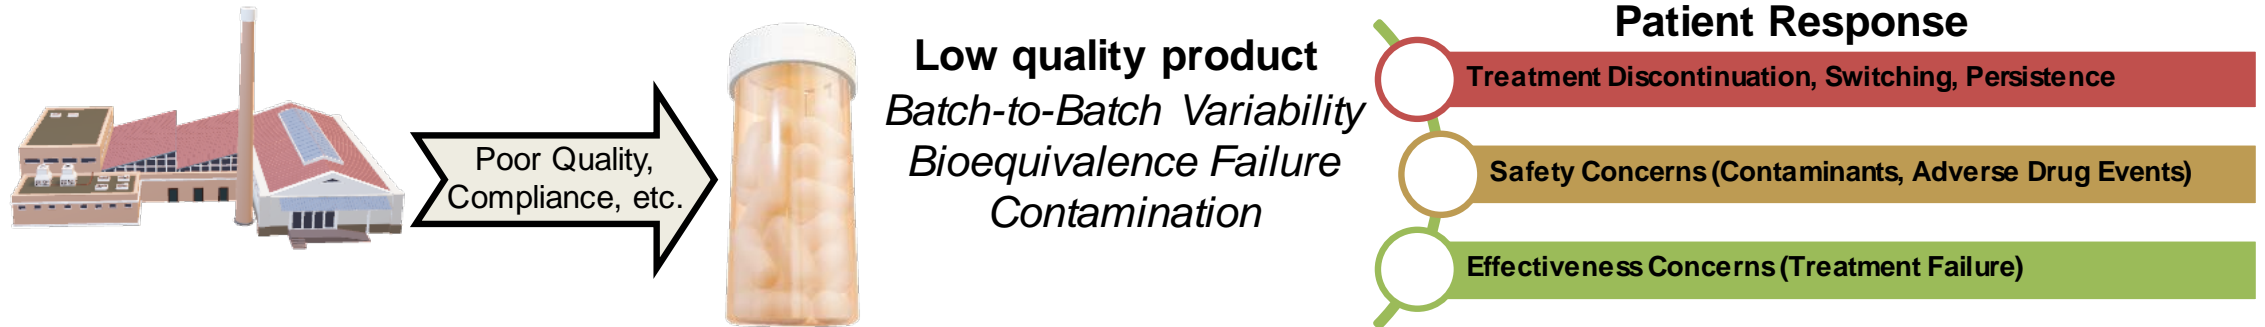 Poor Quality,
Compliance, etc.
Low quality product
Batch-to-Batch Variability
Bioequivalence Failure
Contamination
Patient Response
Treatment Discontinuation, Switching, Persistence
Safety Concerns (Contaminants, Adverse Drug Events)
Effectiveness Concerns (Treatment Failure)